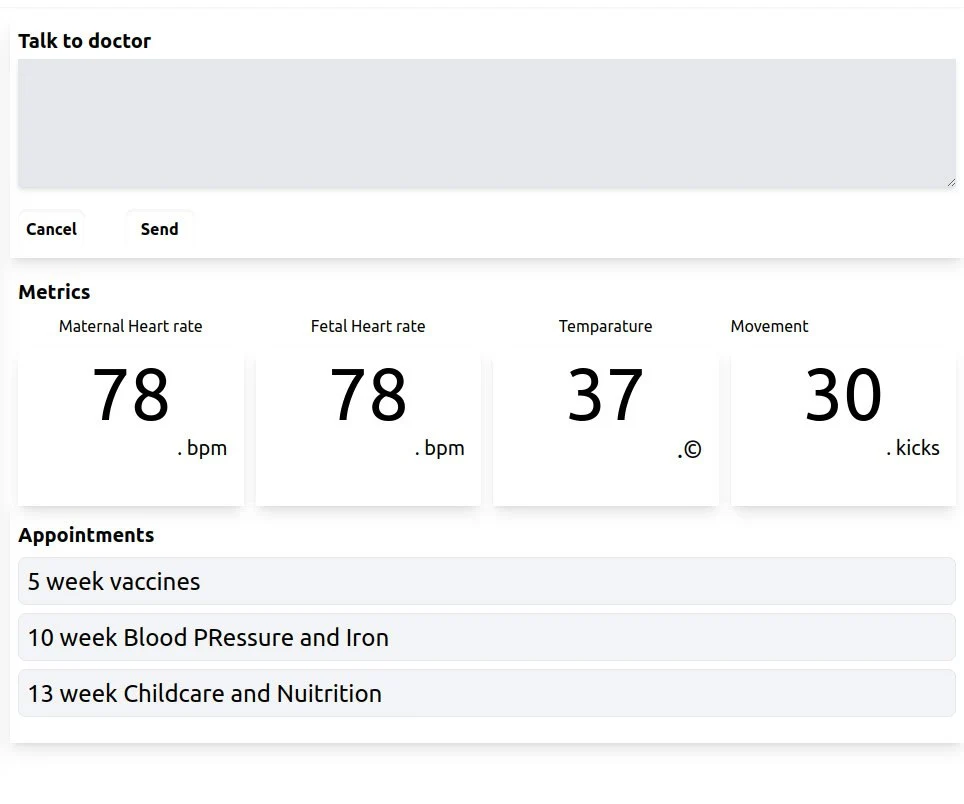 Talk to doctor
Cancel Send
Metrics
Maternal Heart rate Fetal Heart rate Temparature Movement
78 78 37 30
. bpm . bpm .© . kicks
Appointments
5 week vaccines
10 week Blood PRessure and Iron
13 week Childcare and Nuitrition